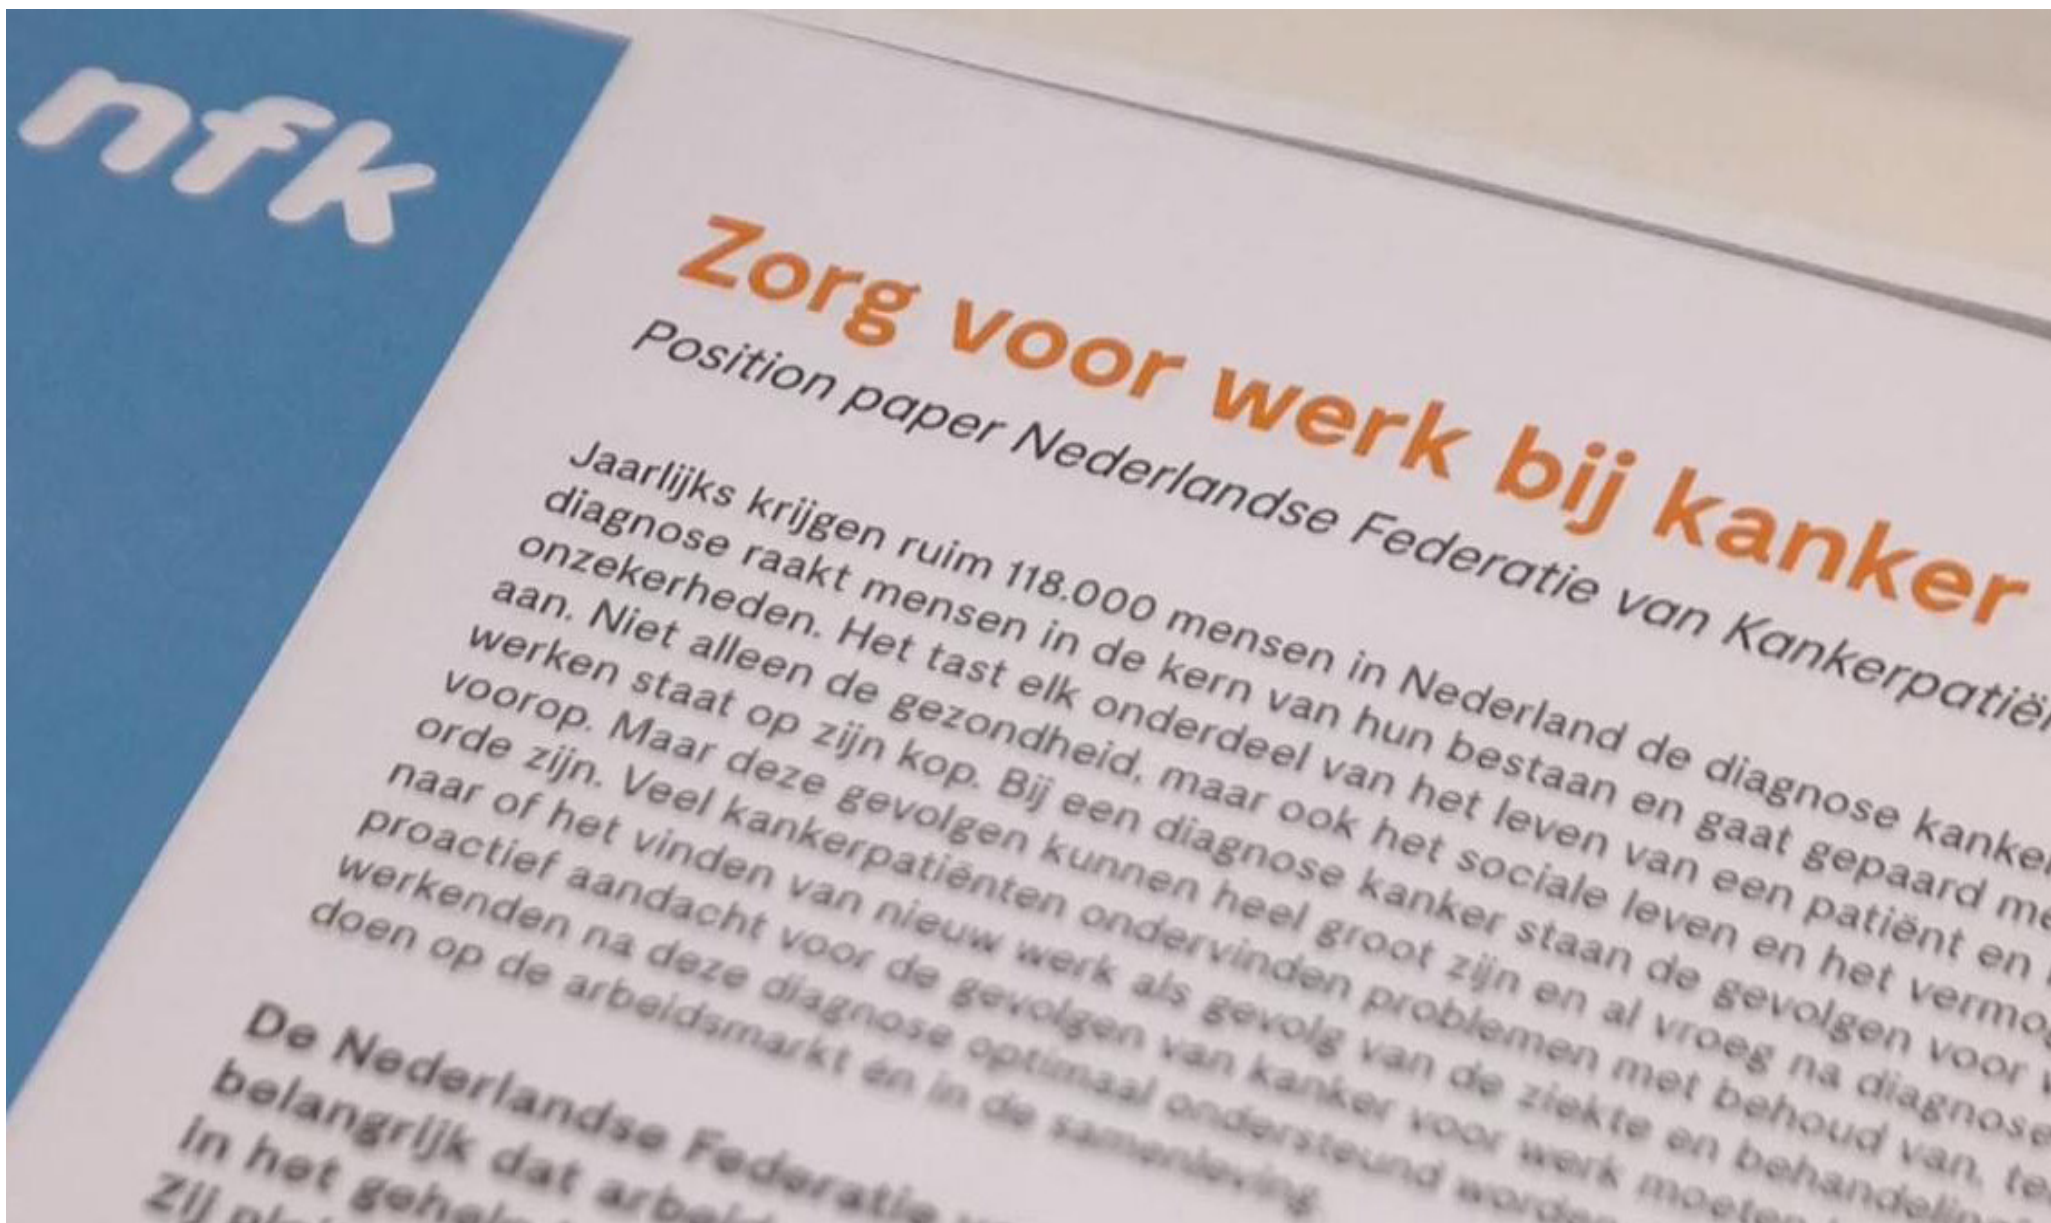 nfk
Zorg voor werk bij kanker
Position paper Nederlandse Federatie van Kankerpatiën
Jaarlijks krijgen ruim 118.000 mensen in Nederland de diagnose kanker
diagnose raakt mensen in de kern van hun bestaan en gaat gepaard me
onzekerheden. Het tast elk onderdeel van het leven van een patiënt en
aan. Niet alleen de gezondheid, maar ook het sociale leven en het vermog
werken staat op zijn kop. Bij een diagnose kanker staan de gevolgen voor
voorop. Maar deze gevolgen kunnen heel groot zijn en al vroeg na diagnose
orde zijn. Veel kankerpatiënten ondervinden problemen met behoud van, te
naar of het vinden van nieuw werk als gevolg van de ziekte en behandeling
proactief aandacht voor de gevolgen van kanker voor werk moeten
werkenden na deze diagnose optimaal ondersteund worden
doen op de arbeidsmarkt én in de samenleving.
De Nederlandse Federatie
belangrijk dat
in het
Zij